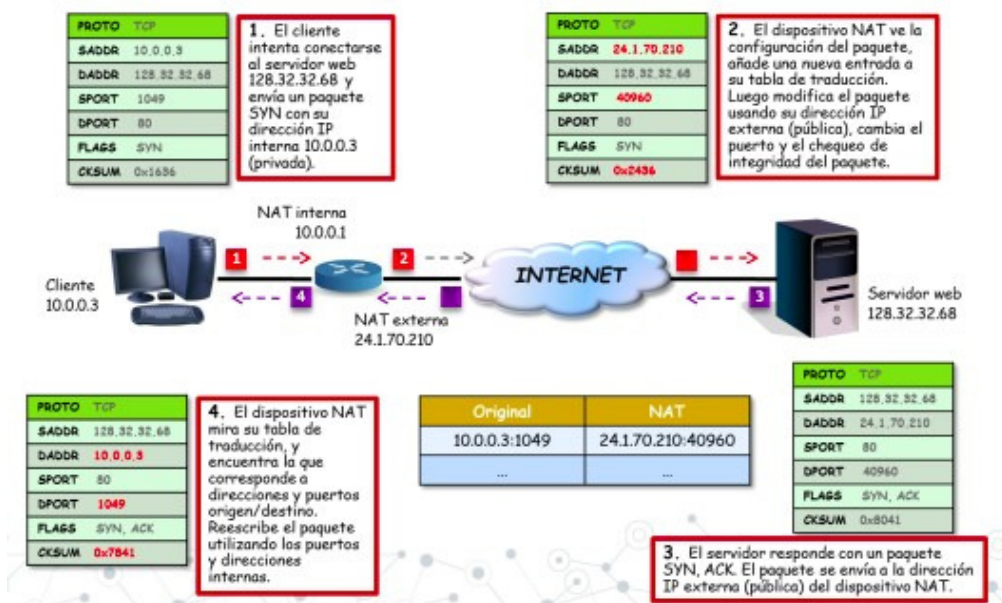 PROTO TCP
SADDR 10.0.0.3
DADDR 128.32.32.68
SPORT 1049
DPORT 80
FLAGS SYN
CKSUM 0x1636
1. El cliente
intenta conectarse
al servidor web
128.32.32.68 y
envía un paquete
SYN con su
dirección IP
interna 10.0.0.3
(privada).
PROTO TCP
SADDR 24.1.70.210
DADDR 128.32.32.68
SPORT 40960
DPORT 80
FLAGS SYN
CKSUM 0x2436
2. El dispositivo NAT ve la
configuración del paquete,
añade una nueva entrada a
su tabla de traducción.
Luego modifica el paquete
usando su dirección IP
externa (pública), cambia el
puerto y el chequeo de
integridad del paquete.
NAT interna
10.0.0.1
Cliente
10.0.0.3
1
4
2
INTERNET
3
NAT externa
24.1.70.210
Servidor web
128.32.32.68
PROTO TCP
SADDR 128.32.32.68
DADDR 10.0.0.3
SPORT 80
DPORT 1049
FLAGS SYN, ACK
CKSUM 0x7841
4. El dispositivo NAT
mira su tabla de
traducción, y
encuentra la que
corresponde a
direcciones y puertos
origen/destino.
Reescribe el paquete
utilizando los puertos
y direcciones
internas.
Original NAT
10.0.0.3:1049 24.1.70.210:40960
... ...
PROTO TCP
SADDR 128.32.32.68
DADDR 24.1.70.210
SPORT 80
DPORT 40960
FLAGS SYN, ACK
CKSUM 0x8041
3. El servidor responde con un paquete
SYN, ACK. El paquete se envía a la dirección
IP externa (pública) del dispositivo NAT.